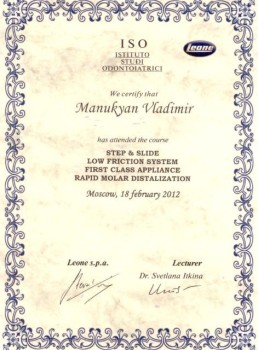 ISO
ISTITUTO
STUDI
ODONTOIATRICI
Leone
We certify that
Manukyan Vladimir
has attended the course
STEP & SLIDE
LOW FRICTION SYSTEM
FIRST CLASS APPLIANCE
RAPID MOLAR DISTALIZATION
Moscow, 18 february 2012
Leone s.p.a.
Lecturer
Dr. Svetlana Itkina